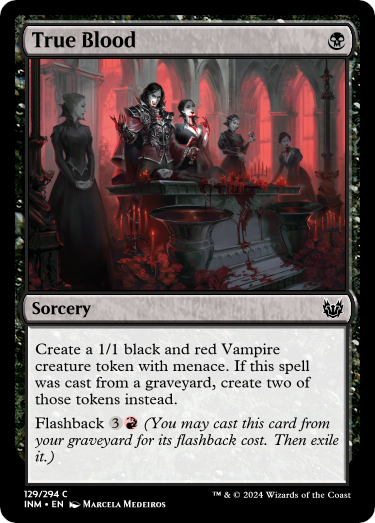 True Blood
Sorcery
Create a 1/1 black and red Vampire
creature token with menace. If this spell
was cast from a graveyard, create two of
those tokens instead.
Flashback 3 (You may cast this card from
your graveyard for its flashback cost. Then exile
it.)
129/294 C
INM • EN Marcela Medeiros
™ & © 2024 Wizards of the Coast